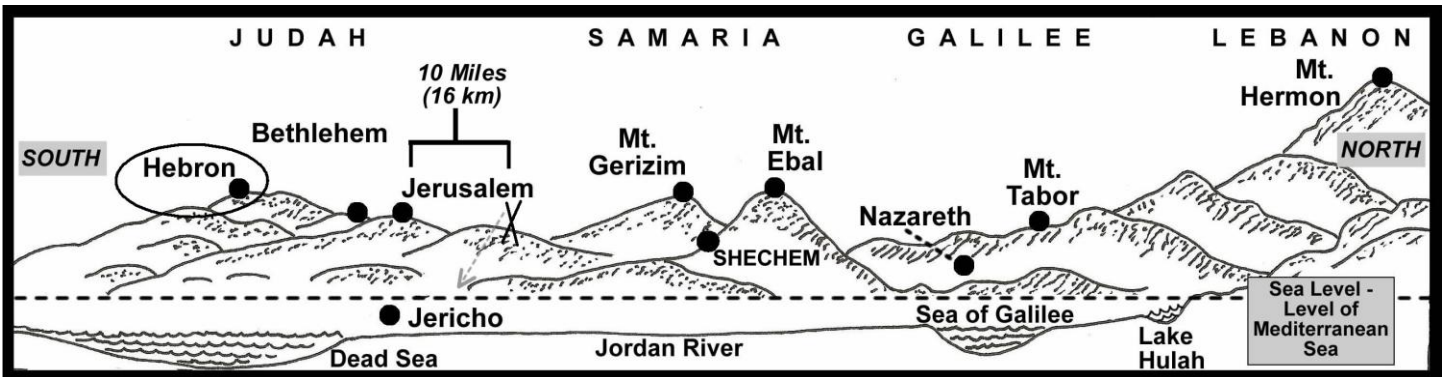 JUDAH SAMARIA GALILEE LEBANON
10 Miles
(16 km)
Mt.
Hermon
Bethlehem
Mt.
Gerizim
Mt.
Ebal
SOUTH
NORTH
Hebron
Jerusalem
Mt.
Tabor
Nazareth
SHECHEM
Jericho
Sea of Galilee
Sea Level -
Level of
Mediterranean
Sea
Dead Sea
Jordan River
Lake
Hulah